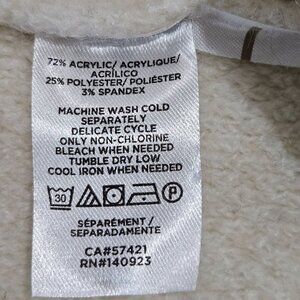 72% ACRYLIC/ ACRYLIQUE/
ACRÍLICO
25% POLYESTER/ POLIÉSTER
3% SPANDEX
MACHINE WASH COLD
SEPARATELY
DELICATE CYCLE
ONLY NON-CHLORINE
BLEACH WHEN NEEDED
TUMBLE DRY LOW
COOL IRON WHEN NEEDED
30 P
SÉPARÉMENT /
SEPARADAMENTE
CA#57421
RN#140923